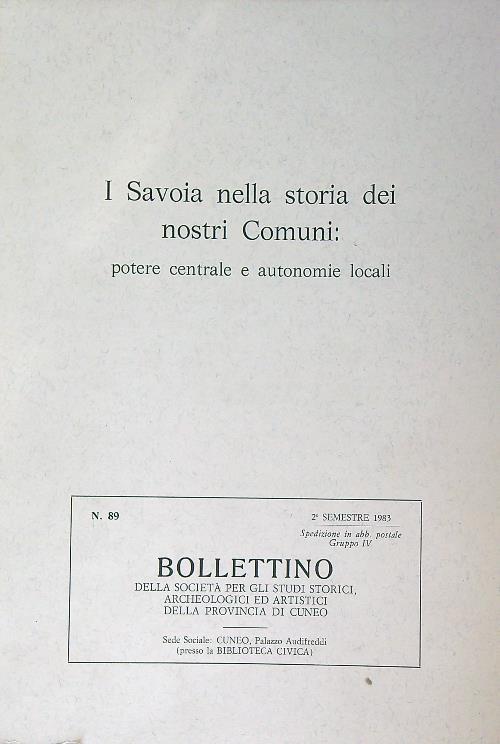 I Savoia nella storia dei
nostri Comuni:
potere centrale e autonomie locali
N. 89
2° SEMESTRE 1983
Spedizione in abb. postale
Gruppo IV
BOLLETTINO
DELLA SOCIETÀ PER GLI STUDI STORICI,
ARCHEOLOGICI ED ARTISTICI
DELLA PROVINCIA DI CUNEO
Sede Sociale: CUNEO, Palazzo Audifreddi
(presso la BIBLIOTECA CIVICA)